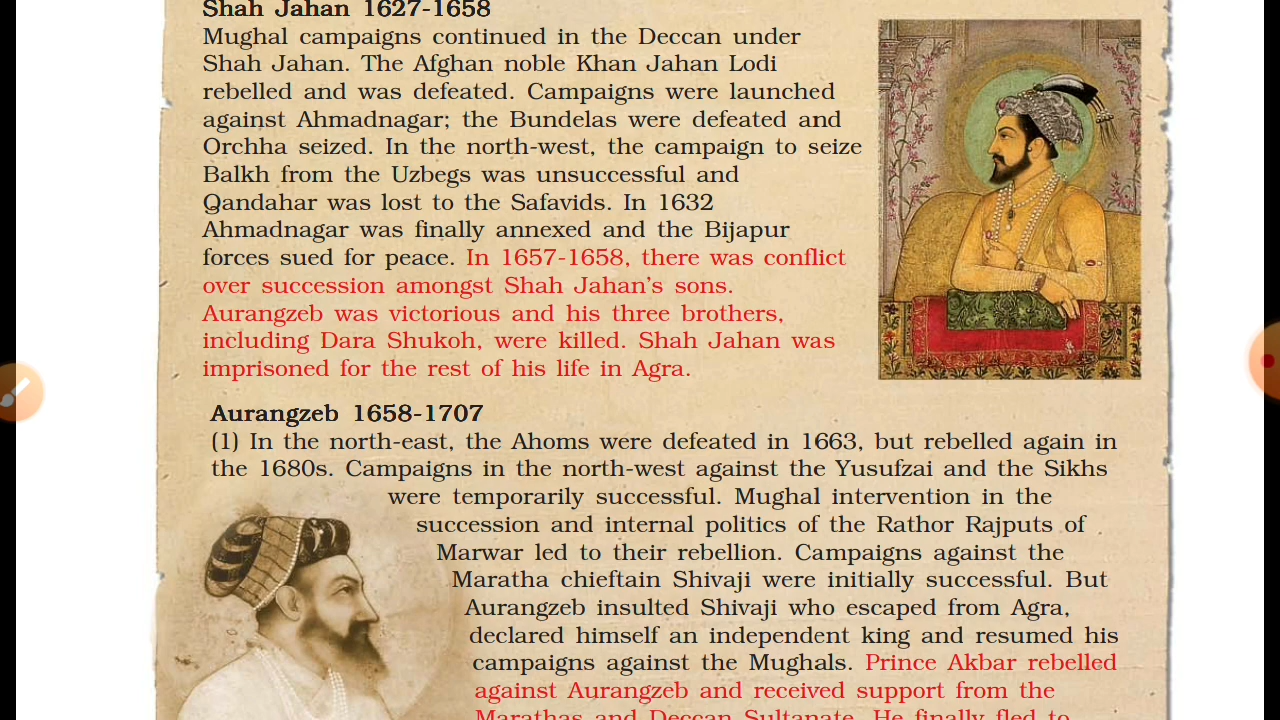 Shah Jahan 1627-1658
Mughal campaigns continued in the Deccan under
Shah Jahan. The Afghan noble Khan Jahan Lodi
rebelled and was defeated. Campaigns were launched
against Ahmadnagar; the Bundelas were defeated and
Orchha seized. In the north-west, the campaign to seize
Balkh from the Uzbegs was unsuccessful and
Qandahar was lost to the Safavids. In 1632
Ahmadnagar was finally annexed and the Bijapur
forces sued for peace. In 1657-1658, there was conflict
over succession amongst Shah Jahan's sons.
Aurangzeb was victorious and his three brothers,
including Dara Shukoh, were killed. Shah Jahan was
imprisoned for the rest of his life in Agra.
Aurangzeb 1658-1707
(1) In the north-east, the Ahoms were defeated in 1663, but rebelled again in
the 1680s. Campaigns in the north-west against the Yusufzai and the Sikhs
were temporarily successful. Mughal intervention in the
succession and internal politics of the Rathor Rajputs of
Marwar led to their rebellion. Campaigns against the
Maratha chieftain Shivaji were initially successful. But
Aurangzeb insulted Shivaji who escaped from Agra,
declared himself an independent king and resumed his
campaigns against the Mughals. Prince Akbar rebelled
against Aurangzeb and received support from the
Marathas and Deccan Sultanate. He finally fled to